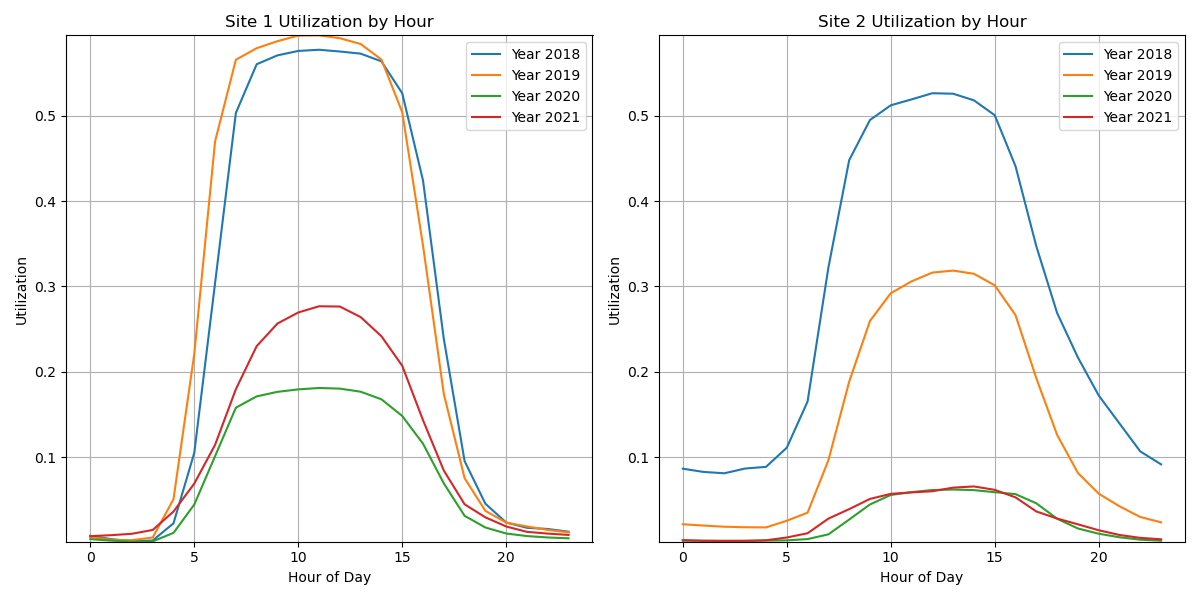 Site 1 Utilization by Hour
Utilization
0.5
0.4
0.3
0.2
0.1
0 5 10 15 20
Hour of Day
Year 2018
Year 2019
Year 2020
Year 2021
Site 2 Utilization by Hour
Utilization
0.5
0.4
0.3
0.2
0.1
0 5 10 15 20
Hour of Day
Year 2018
Year 2019
Year 2020
Year 2021